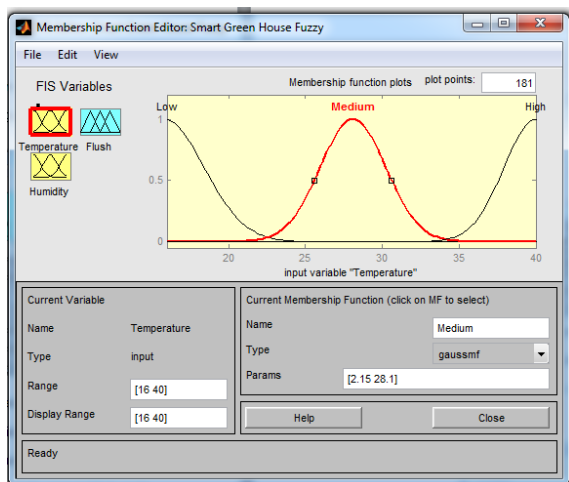 Membership Function Editor: Smart Green House Fuzzy
File Edit View
FIS Variables
Temperature Flush
Humidity
Membership function plots plot points: 181
Low Medium High
1
0.5
0
20 25 30 35 40
input variable "Temperature"
Current Variable
Name Temperature
Type input
Range [16 40]
Display Range [16 40]
Current Membership Function (click on MF to select)
Name Medium
Type gaussmf
Params [2.15 28.1]
Help Close
Ready